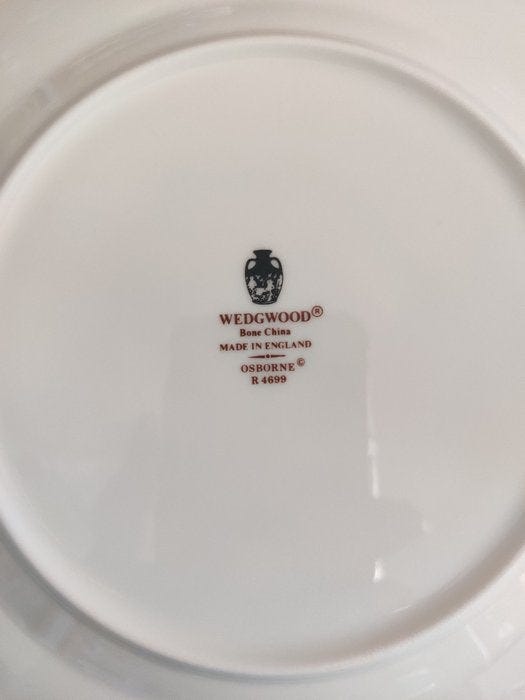 WEDGWOOD®
Bone China
MADE IN ENGLAND
OSBORNE©
R 4699